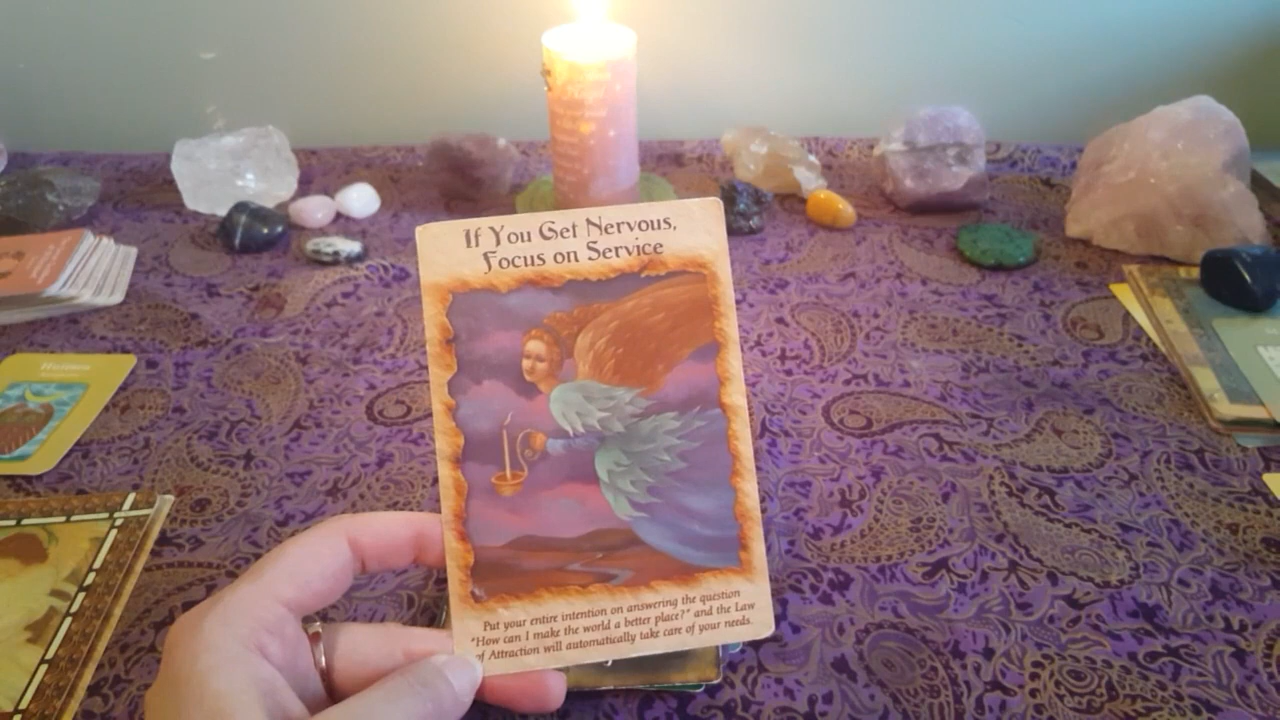 If You Get Nervous,
Focus on Service
Put your entire intention on answering the question
"How can I make the world a better place?" and the Law
of Attraction will automatically take care of your needs.